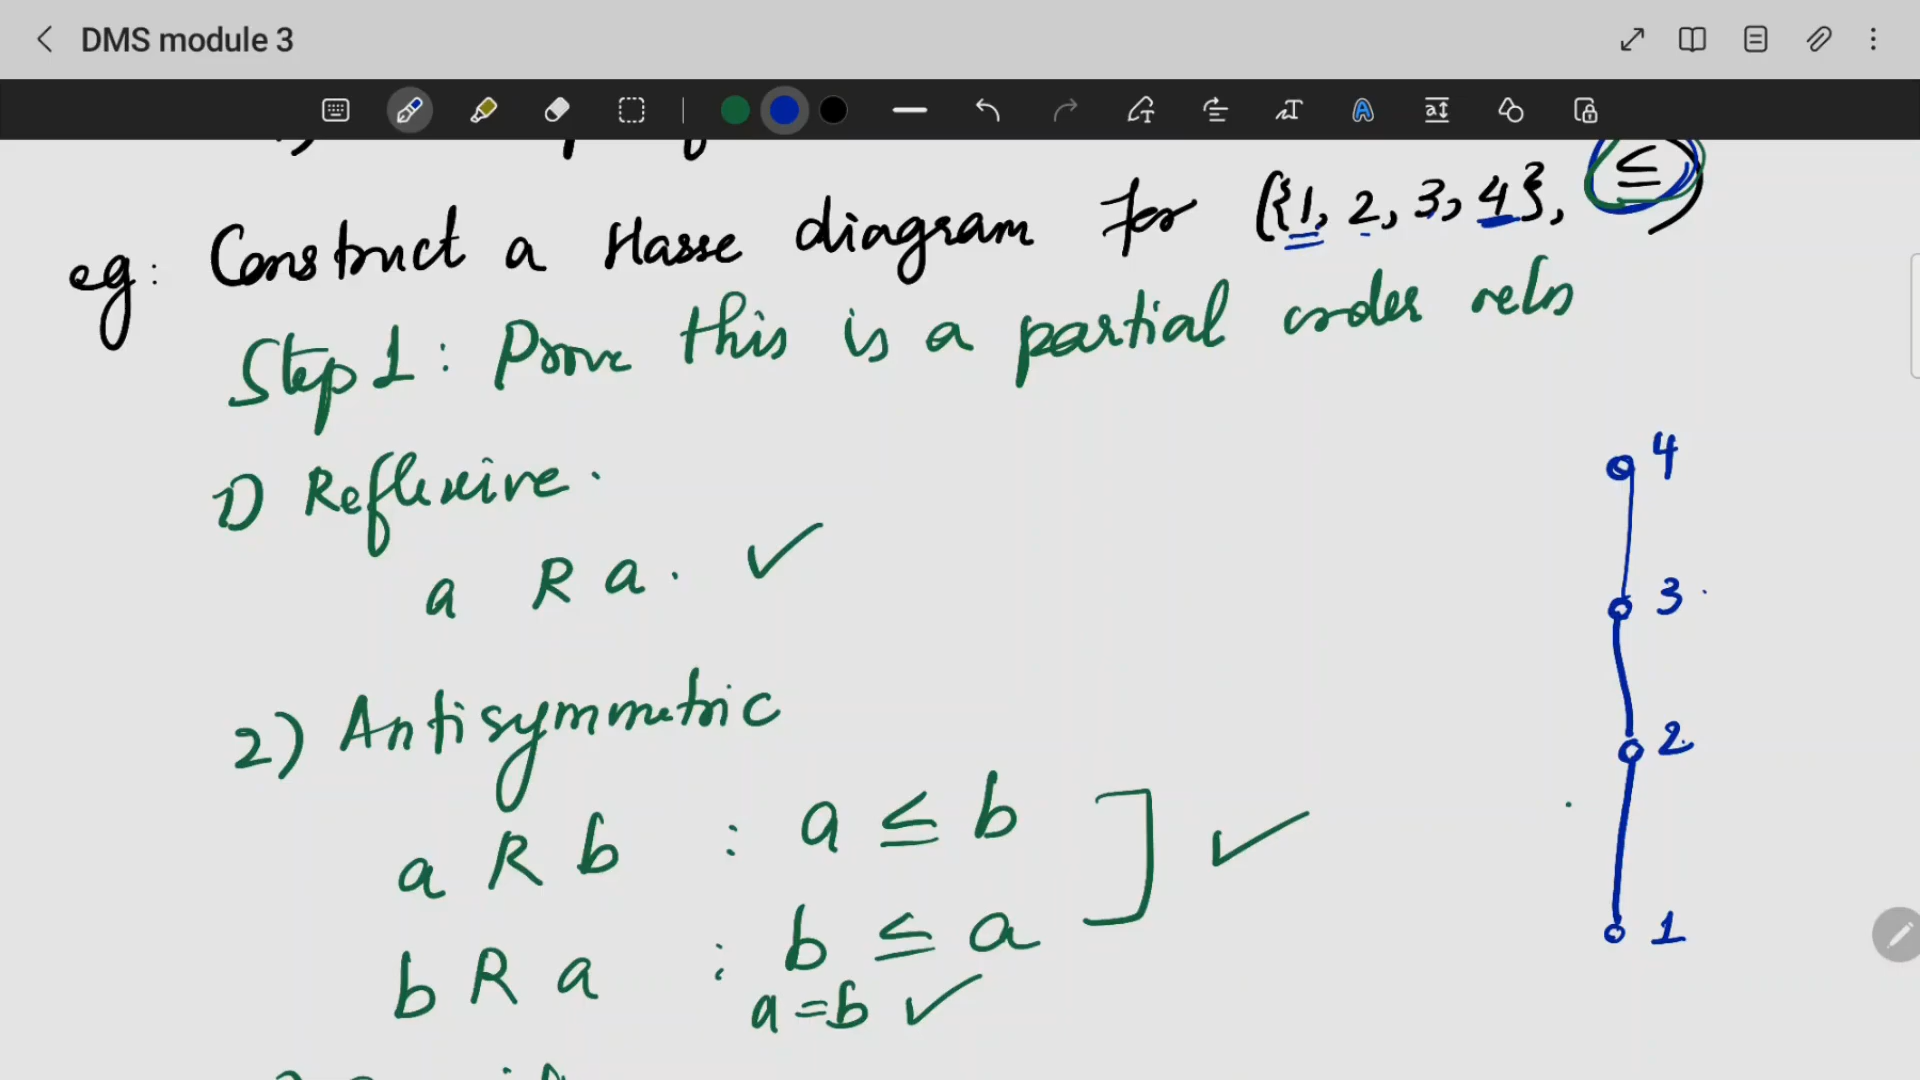 DMS module 3
eg: Construct a Hasse diagram for ({1, 2, 3, 4}, ≤)
Step 1: Prove this is a partial order reln
1) Reflexive.
a R a. ✓
2) Antisymmetric
a R b : a ≤ b ✓
b R a : b ≤ a
a = b ✓
4
3
2
1